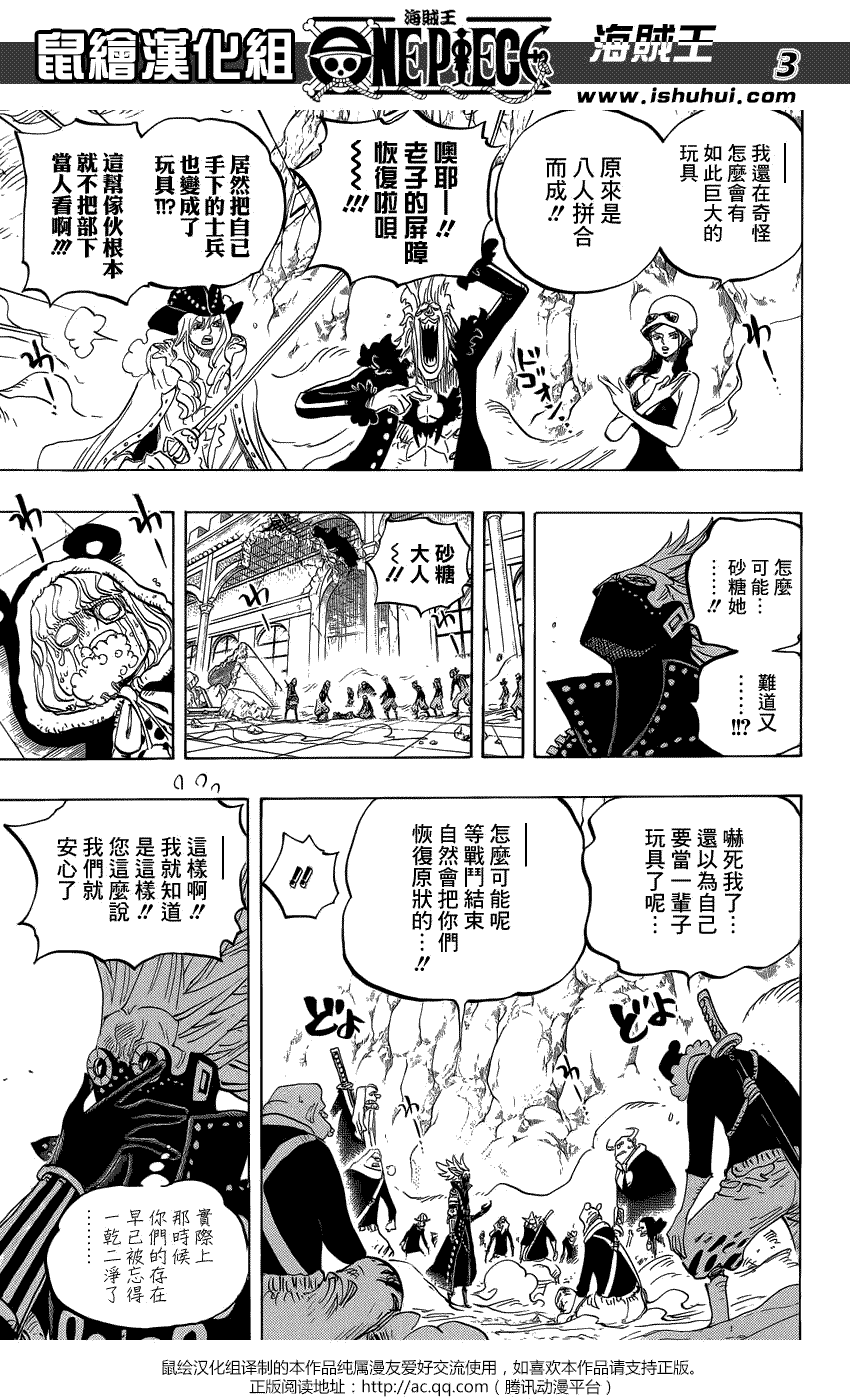 鼠繪漢化組
海賊王
ONE PIECE
海賊王
3
www.ishuhui.com
我還在奇怪
怎麼會有
如此巨大的
玩具
原來是
八人拼合
而成!!
噢耶—!!
老子的屏障
恢復啦唄
~~~!!!
居然把自己
手下的士兵
也變成了
玩具!!?
這幫傢伙根本
就不把部下
當人看啊!!!
ドゴォン
怎麼
可能…
砂糖她
……!!
難道又
……!!?
砂糖
大人
~~!!
嚇死我了…
還以為自己
要當一輩子
玩具了呢…
怎麼可能呢
等戰鬥結束
自然會把你們
恢復原狀的…!!
!!
どよ
どよ
這樣啊!!
我就知道
是這樣!!
您這麼說
我們就
安心了
實際上
那時候
你們的存在
早已被忘得
一乾二淨了
……
鼠绘汉化组译制的本作品纯属漫友爱好交流使用，如喜欢本作品请支持正版。
正版阅读地址：http://ac.qq.com（腾讯动漫平台）